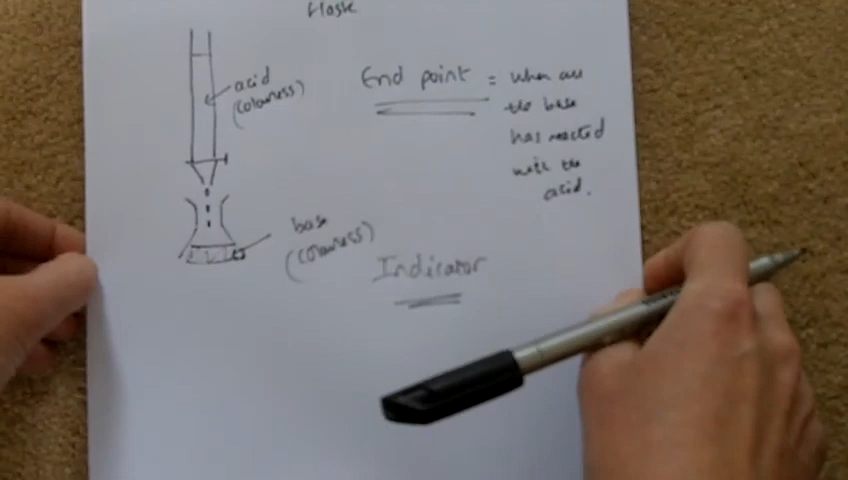 Flask
acid
(colourless)
End point = when all
the base
has reacted
with the
acid.
base
(colourless)
Indicator